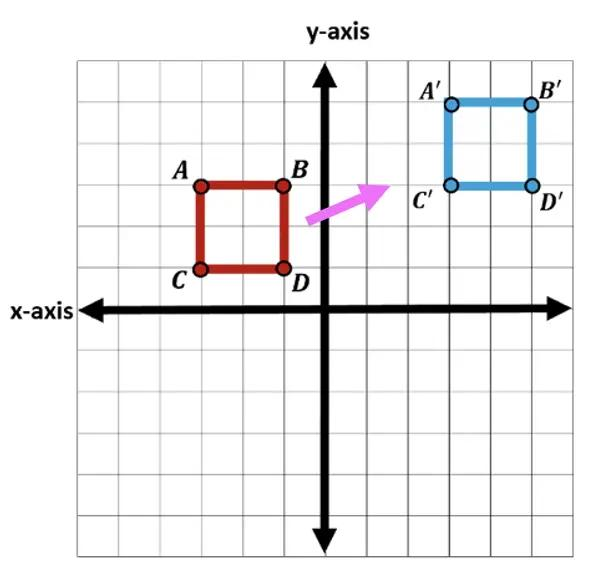 y-axis
A′ B′
A B
C′ D′
C D
x-axis